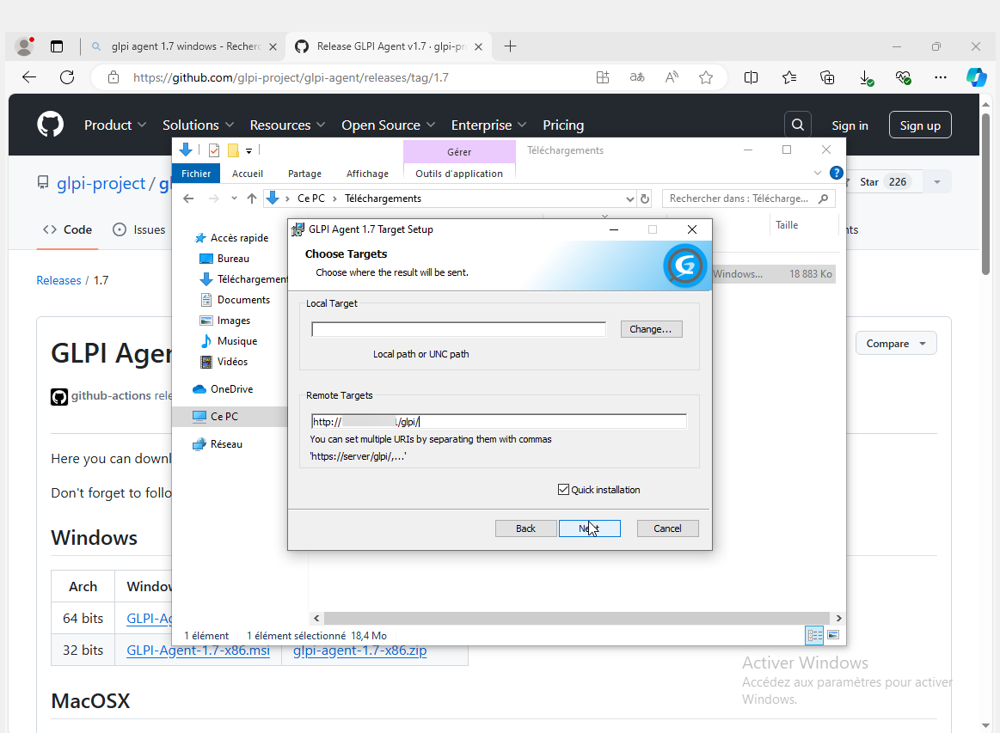 glpi agent 1.7 windows - Recherc
Release GLPI Agent v1.7 · glpi-pr
https://github.com/glpi-project/glpi-agent/releases/tag/1.7
Product
Solutions
Resources
Open Source
Enterprise
Pricing
Sign in
Sign up
Gérer
Téléchargements
Fichier
Accueil
Partage
Affichage
Outils d'application
glpi-project / gl
Star 226
Ce PC > Téléchargements
Rechercher dans : Télécharge...
Code
Issues
nts
Taille
Accès rapide
Bureau
Téléchargement
Documents
Images
Musique
Vidéos
OneDrive
Ce PC
Réseau
Windows...
18 883 Ko
GLPI Agent 1.7 Target Setup
Choose Targets
Choose where the result will be sent.
Local Target
Change...
Local path or UNC path
Remote Targets
http:// /glpi/
You can set multiple URIs by separating them with commas
'https://server/glpi/,...'
Quick installation
Back
Next
Cancel
Releases / 1.7
GLPI Agen
Compare
github-actions rele
Here you can downl
Don't forget to follo
Windows
Arch
Windov
64 bits
GLPI-Ag
32 bits
GLPI-Agent-1.7-x86.msi
glpi-agent-1.7-x86.zip
1 élément
1 élément sélectionné 18,4 Mo
MacOSX
Activer Windows
Accédez aux paramètres pour activer
Windows.